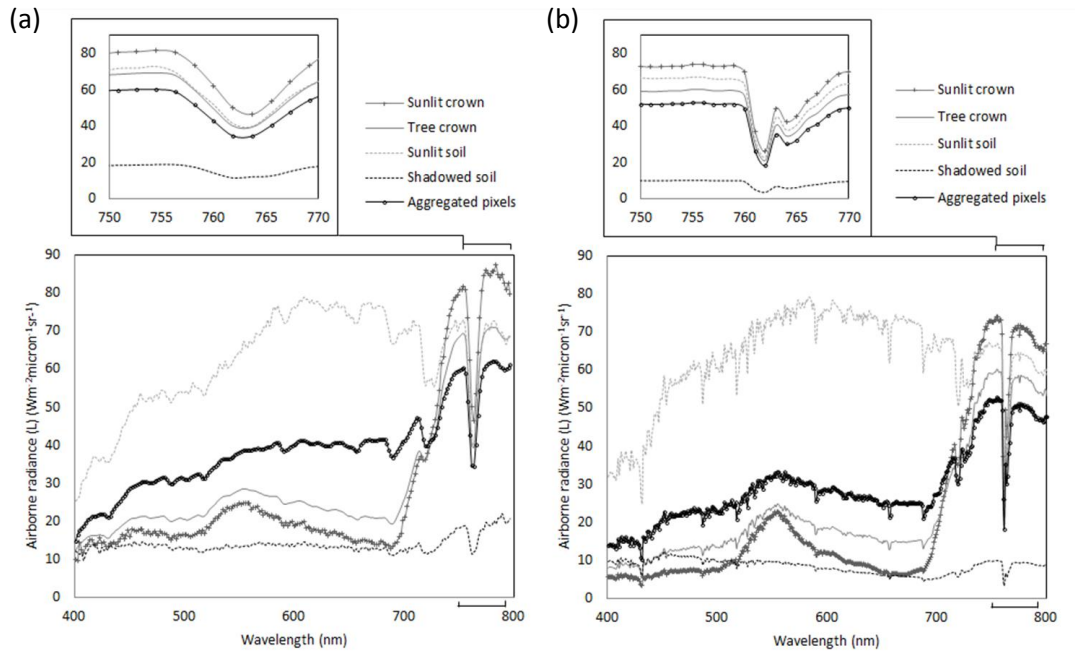 (a)
80
60
40
20
0
750 755 760 765 770
Sunlit crown
Tree crown
Sunlit soil
Shadowed soil
Aggregated pixels
90
80
70
60
50
40
30
20
10
0
Airborne radiance (L) (Wm⁻²micron⁻¹sr⁻¹)
400 500 600 700 800
Wavelength (nm)
(b)
80
60
40
20
0
750 755 760 765 770
Sunlit crown
Tree crown
Sunlit soil
Shadowed soil
Aggregated pixels
90
80
70
60
50
40
30
20
10
0
Airborne radiance (L) (Wm⁻²micron⁻¹sr⁻¹)
400 500 600 700 800
Wavelength (nm)